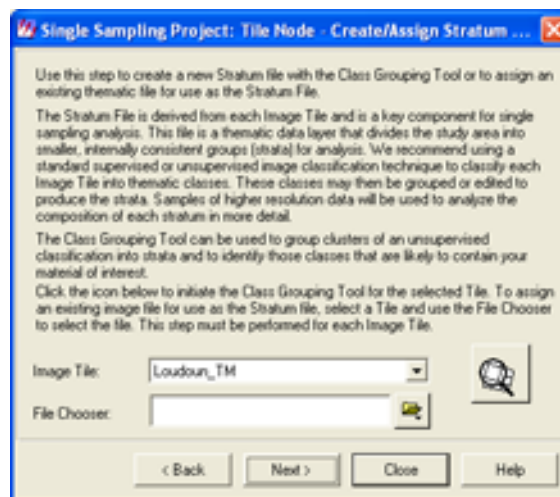 Single Sampling Project: Tile Node - Create/Assign Stratum ...
Use this step to create a new Stratum file with the Class Grouping Tool or to assign an
existing thematic file for use as the Stratum File.
The Stratum File is derived from each Image Tile and is a key component for single
sampling analysis. This file is a thematic data layer that divides the study area into
smaller, internally consistent groups (strata) for analysis. We recommend using a
standard supervised or unsupervised image classification technique to classify each
Image Tile into thematic classes. These classes may then be grouped or edited to
produce the strata. Samples of higher resolution data will be used to analyze the
composition of each stratum in more detail.
The Class Grouping Tool can be used to group clusters of an unsupervised
classification into strata and to identify those classes that are likely to contain your
material of interest.
Click the icon below to initiate the Class Grouping Tool for the selected Tile. To assign
an existing image file for use as the Stratum file, select a Tile and use the File Chooser
to select the file. This step must be performed for each Image Tile.
Image Tile: Loudoun_TM
File Chooser:
< Back Next > Close Help